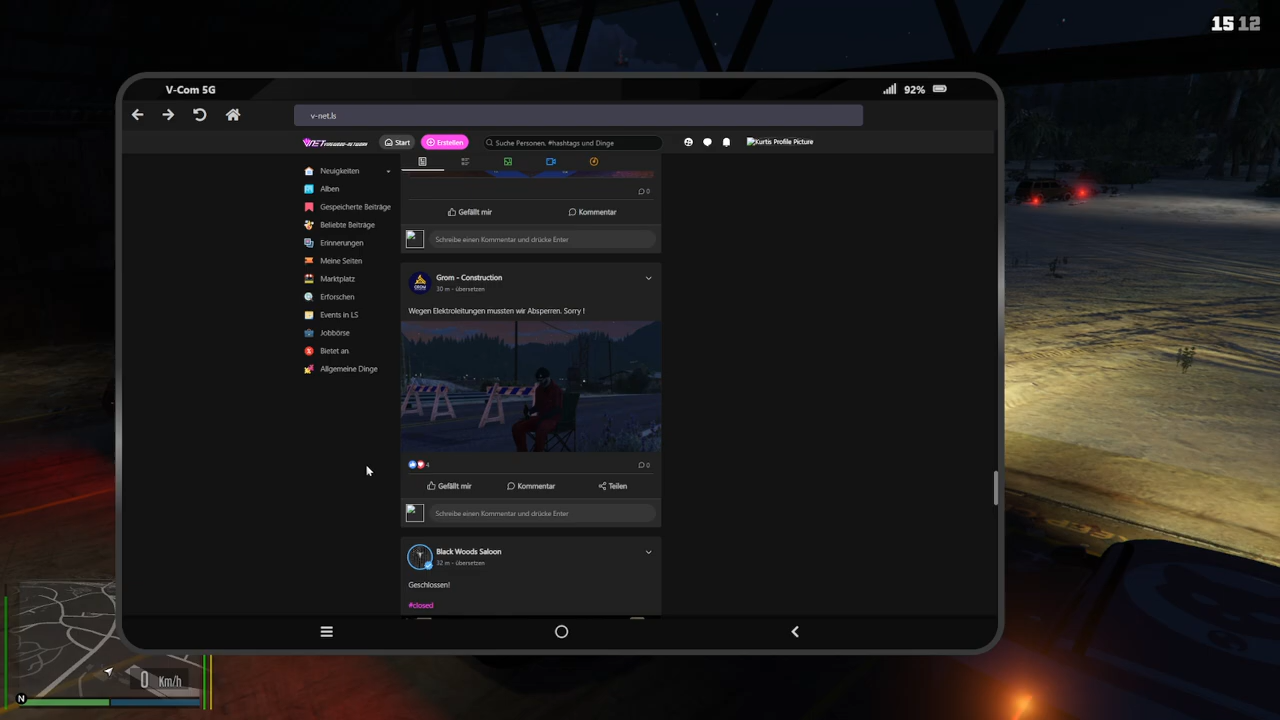 15 12
V-Com 5G
92%
v-net.ls
Start
Erstellen
Suche Personen, #hashtags und Dinge
Kurtis Profile Picture
Neuigkeiten
Alben
Gespeicherte Beiträge
Beliebte Beiträge
Erinnerungen
Meine Seiten
Marktplatz
Erforschen
Events in LS
Jobbörse
Bietet an
Allgemeine Dinge
0
Gefällt mir
Kommentar
Schreibe einen Kommentar und drücke Enter
Grom - Construction
30 m - übersetzen
Wegen Elektroleitungen mussten wir Absperren. Sorry !
4
0
Gefällt mir
Kommentar
Teilen
Schreibe einen Kommentar und drücke Enter
Black Woods Saloon
32 m - übersetzen
Geschlossen!
#closed
0 Km/h
N